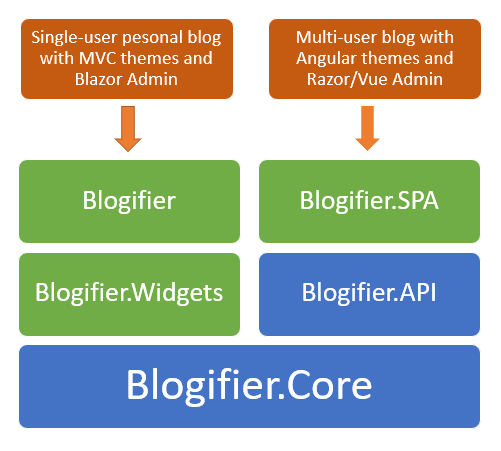 Single-user pesonal blog
with MVC themes and
Blazor Admin
Multi-user blog with
Angular themes and
Razor/Vue Admin
Blogifier
Blogifier.SPA
Blogifier.Widgets
Blogifier.API
Blogifier.Core